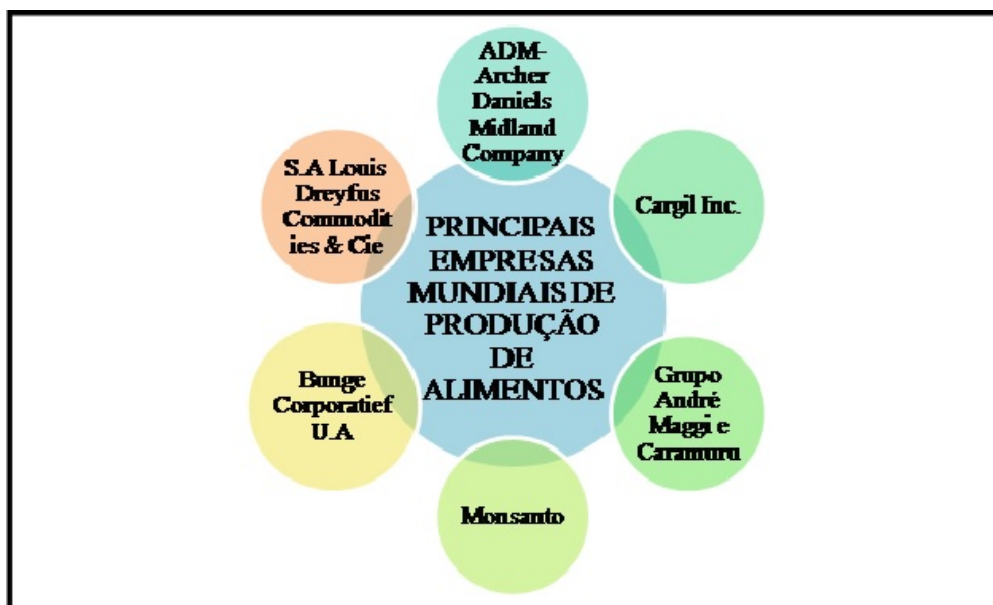 ADM-
Archer
Daniels
Midland
Company
S.A Louis
Dreyfus
Commodit
ies & Cie
Cargil Inc.
PRINCIPAIS
EMPRESAS
MUNDIAIS DE
PRODUÇÃO
DE
ALIMENTOS
Bunge
Corporatief
U.A
Grupo
André
Maggi e
Caramuru
Monsanto